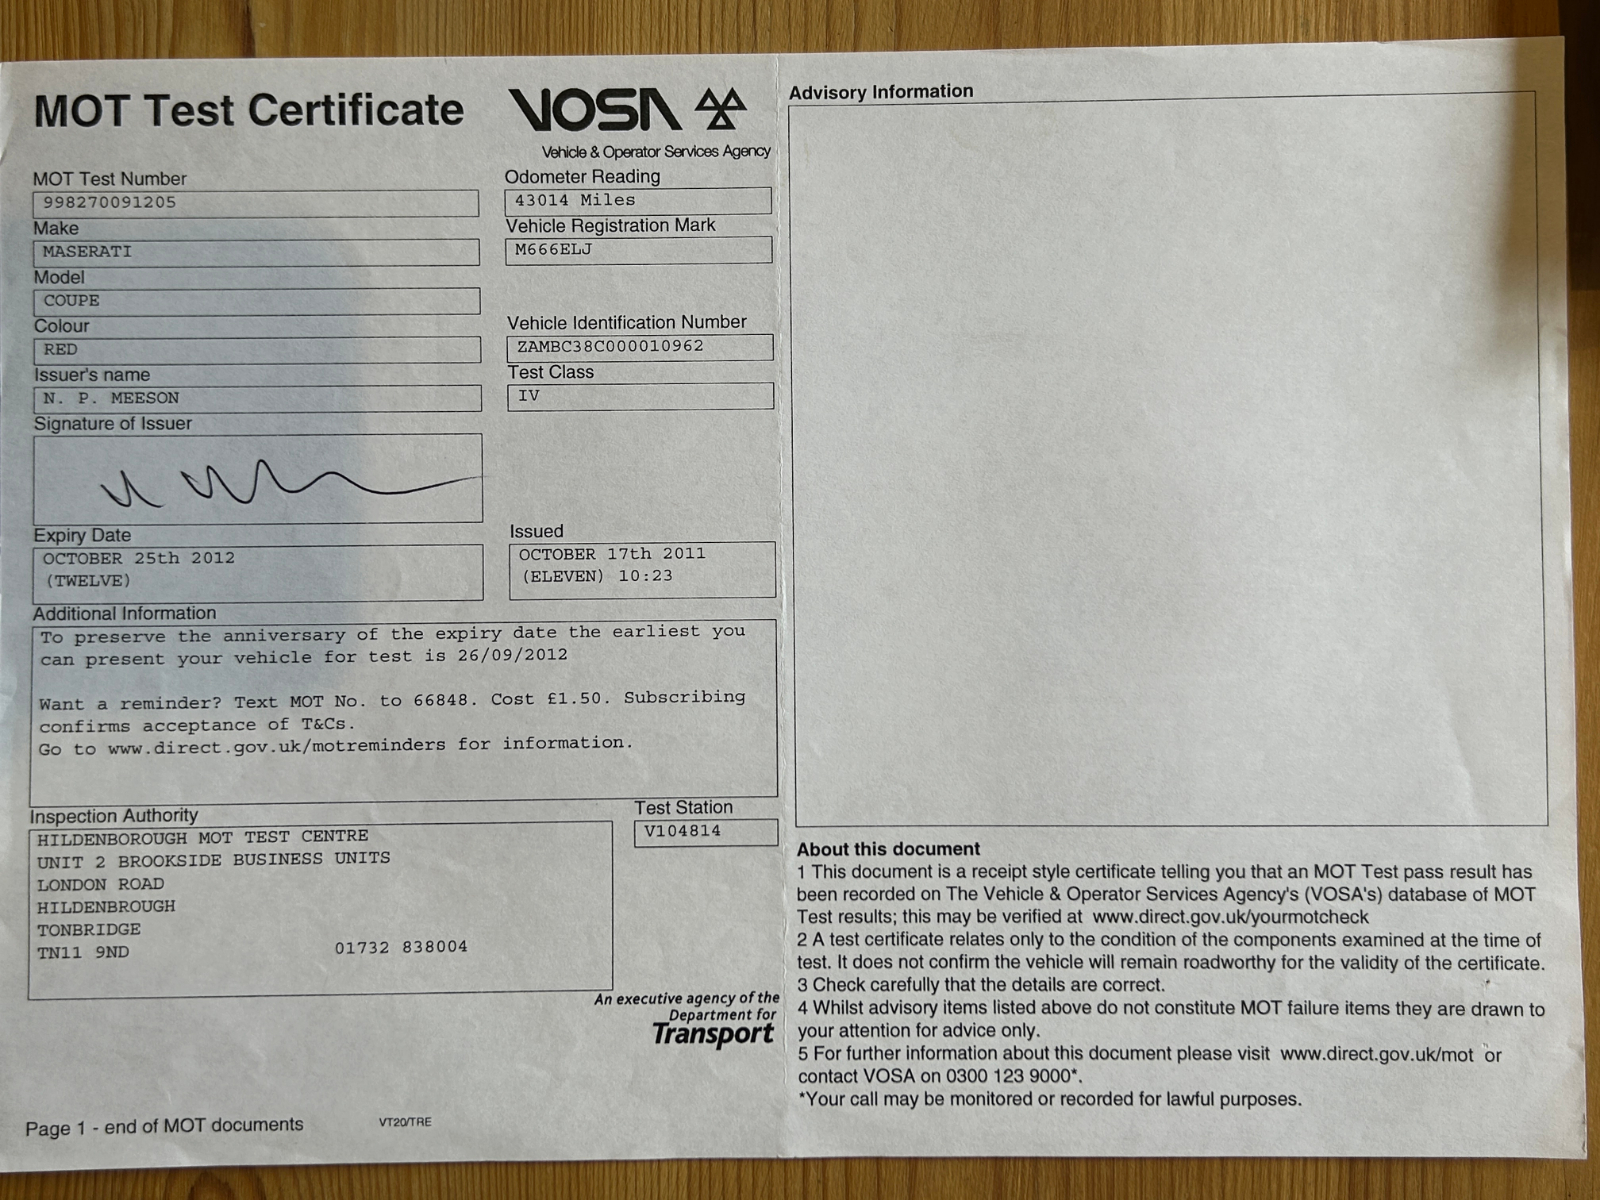 MOT Test Certificate
VOSA
Vehicle & Operator Services Agency
MOT Test Number
998270091205
Odometer Reading
43014 Miles
Make
MASERATI
Vehicle Registration Mark
M666ELJ
Model
COUPE
Colour
RED
Vehicle Identification Number
ZAMBC38C000010962
Issuer's name
N. P. MEESON
Test Class
IV
Signature of Issuer
Expiry Date
OCTOBER 25th 2012
(TWELVE)
Issued
OCTOBER 17th 2011
(ELEVEN) 10:23
Additional Information
To preserve the anniversary of the expiry date the earliest you
can present your vehicle for test is 26/09/2012
Want a reminder? Text MOT No. to 66848. Cost £1.50. Subscribing
confirms acceptance of T&Cs.
Go to www.direct.gov.uk/motreminders for information.
Inspection Authority
HILDENBOROUGH MOT TEST CENTRE
UNIT 2 BROOKSIDE BUSINESS UNITS
LONDON ROAD
HILDENBROUGH
TONBRIDGE
TN11 9ND 01732 838004
Test Station
V104814
An executive agency of the
Department for
Transport
Page 1 - end of MOT documents
VT20/TRE
Advisory Information
About this document
1 This document is a receipt style certificate telling you that an MOT Test pass result has
been recorded on The Vehicle & Operator Services Agency's (VOSA's) database of MOT
Test results; this may be verified at www.direct.gov.uk/yourmotcheck
2 A test certificate relates only to the condition of the components examined at the time of
test. It does not confirm the vehicle will remain roadworthy for the validity of the certificate.
3 Check carefully that the details are correct.
4 Whilst advisory items listed above do not constitute MOT failure items they are drawn to
your attention for advice only.
5 For further information about this document please visit www.direct.gov.uk/mot or
contact VOSA on 0300 123 9000*.
*Your call may be monitored or recorded for lawful purposes.